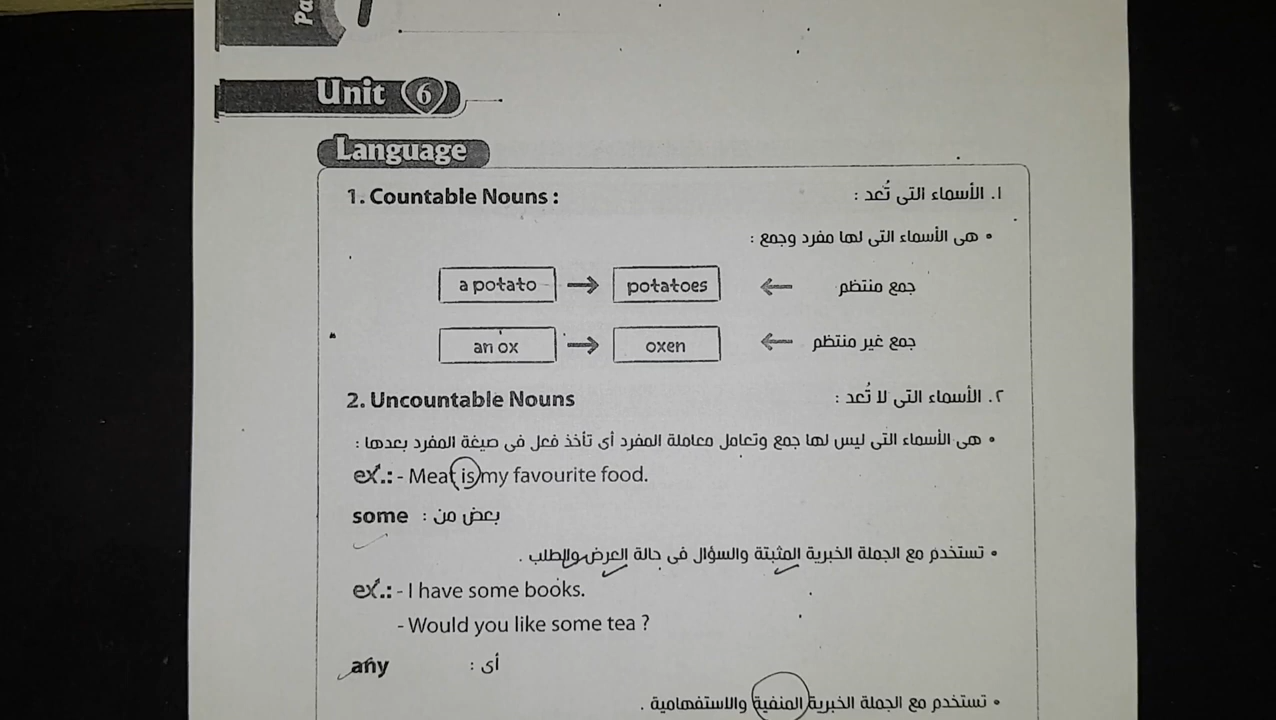 Pa
Unit 6
Language
1. Countable Nouns :
١. الأسماء التى تُعد :
• هى الأسماء التى لها مفرد وجمع :
a potato → potatoes ← جمع منتظم
an ox → oxen ← جمع غير منتظم
2. Uncountable Nouns
٢. الأسماء التى لا تُعد :
• هى الأسماء التى ليس لها جمع وتعامل معاملة المفرد أى تأخذ فعل فى صيغة المفرد بعدها :
ex.: - Meat is my favourite food.
some : بعض من
• تستخدم مع الجملة الخبرية المثبتة والسؤال فى حالة العرض والطلب .
ex.: - I have some books.
- Would you like some tea ?
any : أى
• تستخدم مع الجملة الخبرية المنفية والاستفهامية .